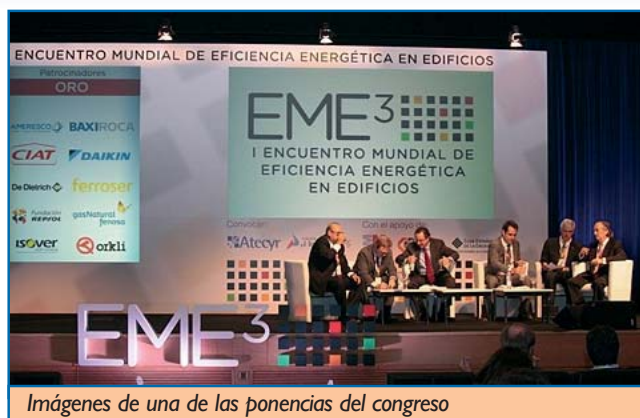 ENCUENTRO MUNDIAL DE EFICIENCIA ENERGÉTICA EN EDIFICIOS
Patrocinadores
ORO
AMERESCO BAXIROCA
CIAT DAIKIN
De Dietrich ferroser
Fundación REPSOL gasNatural fenosa
ISOVER orkli
EME3
I ENCUENTRO MUNDIAL DE
EFICIENCIA ENERGÉTICA
EN EDIFICIOS
Convocan:
Con el apoyo de:
Atecyr
EME3
Imágenes de una de las ponencias del congreso